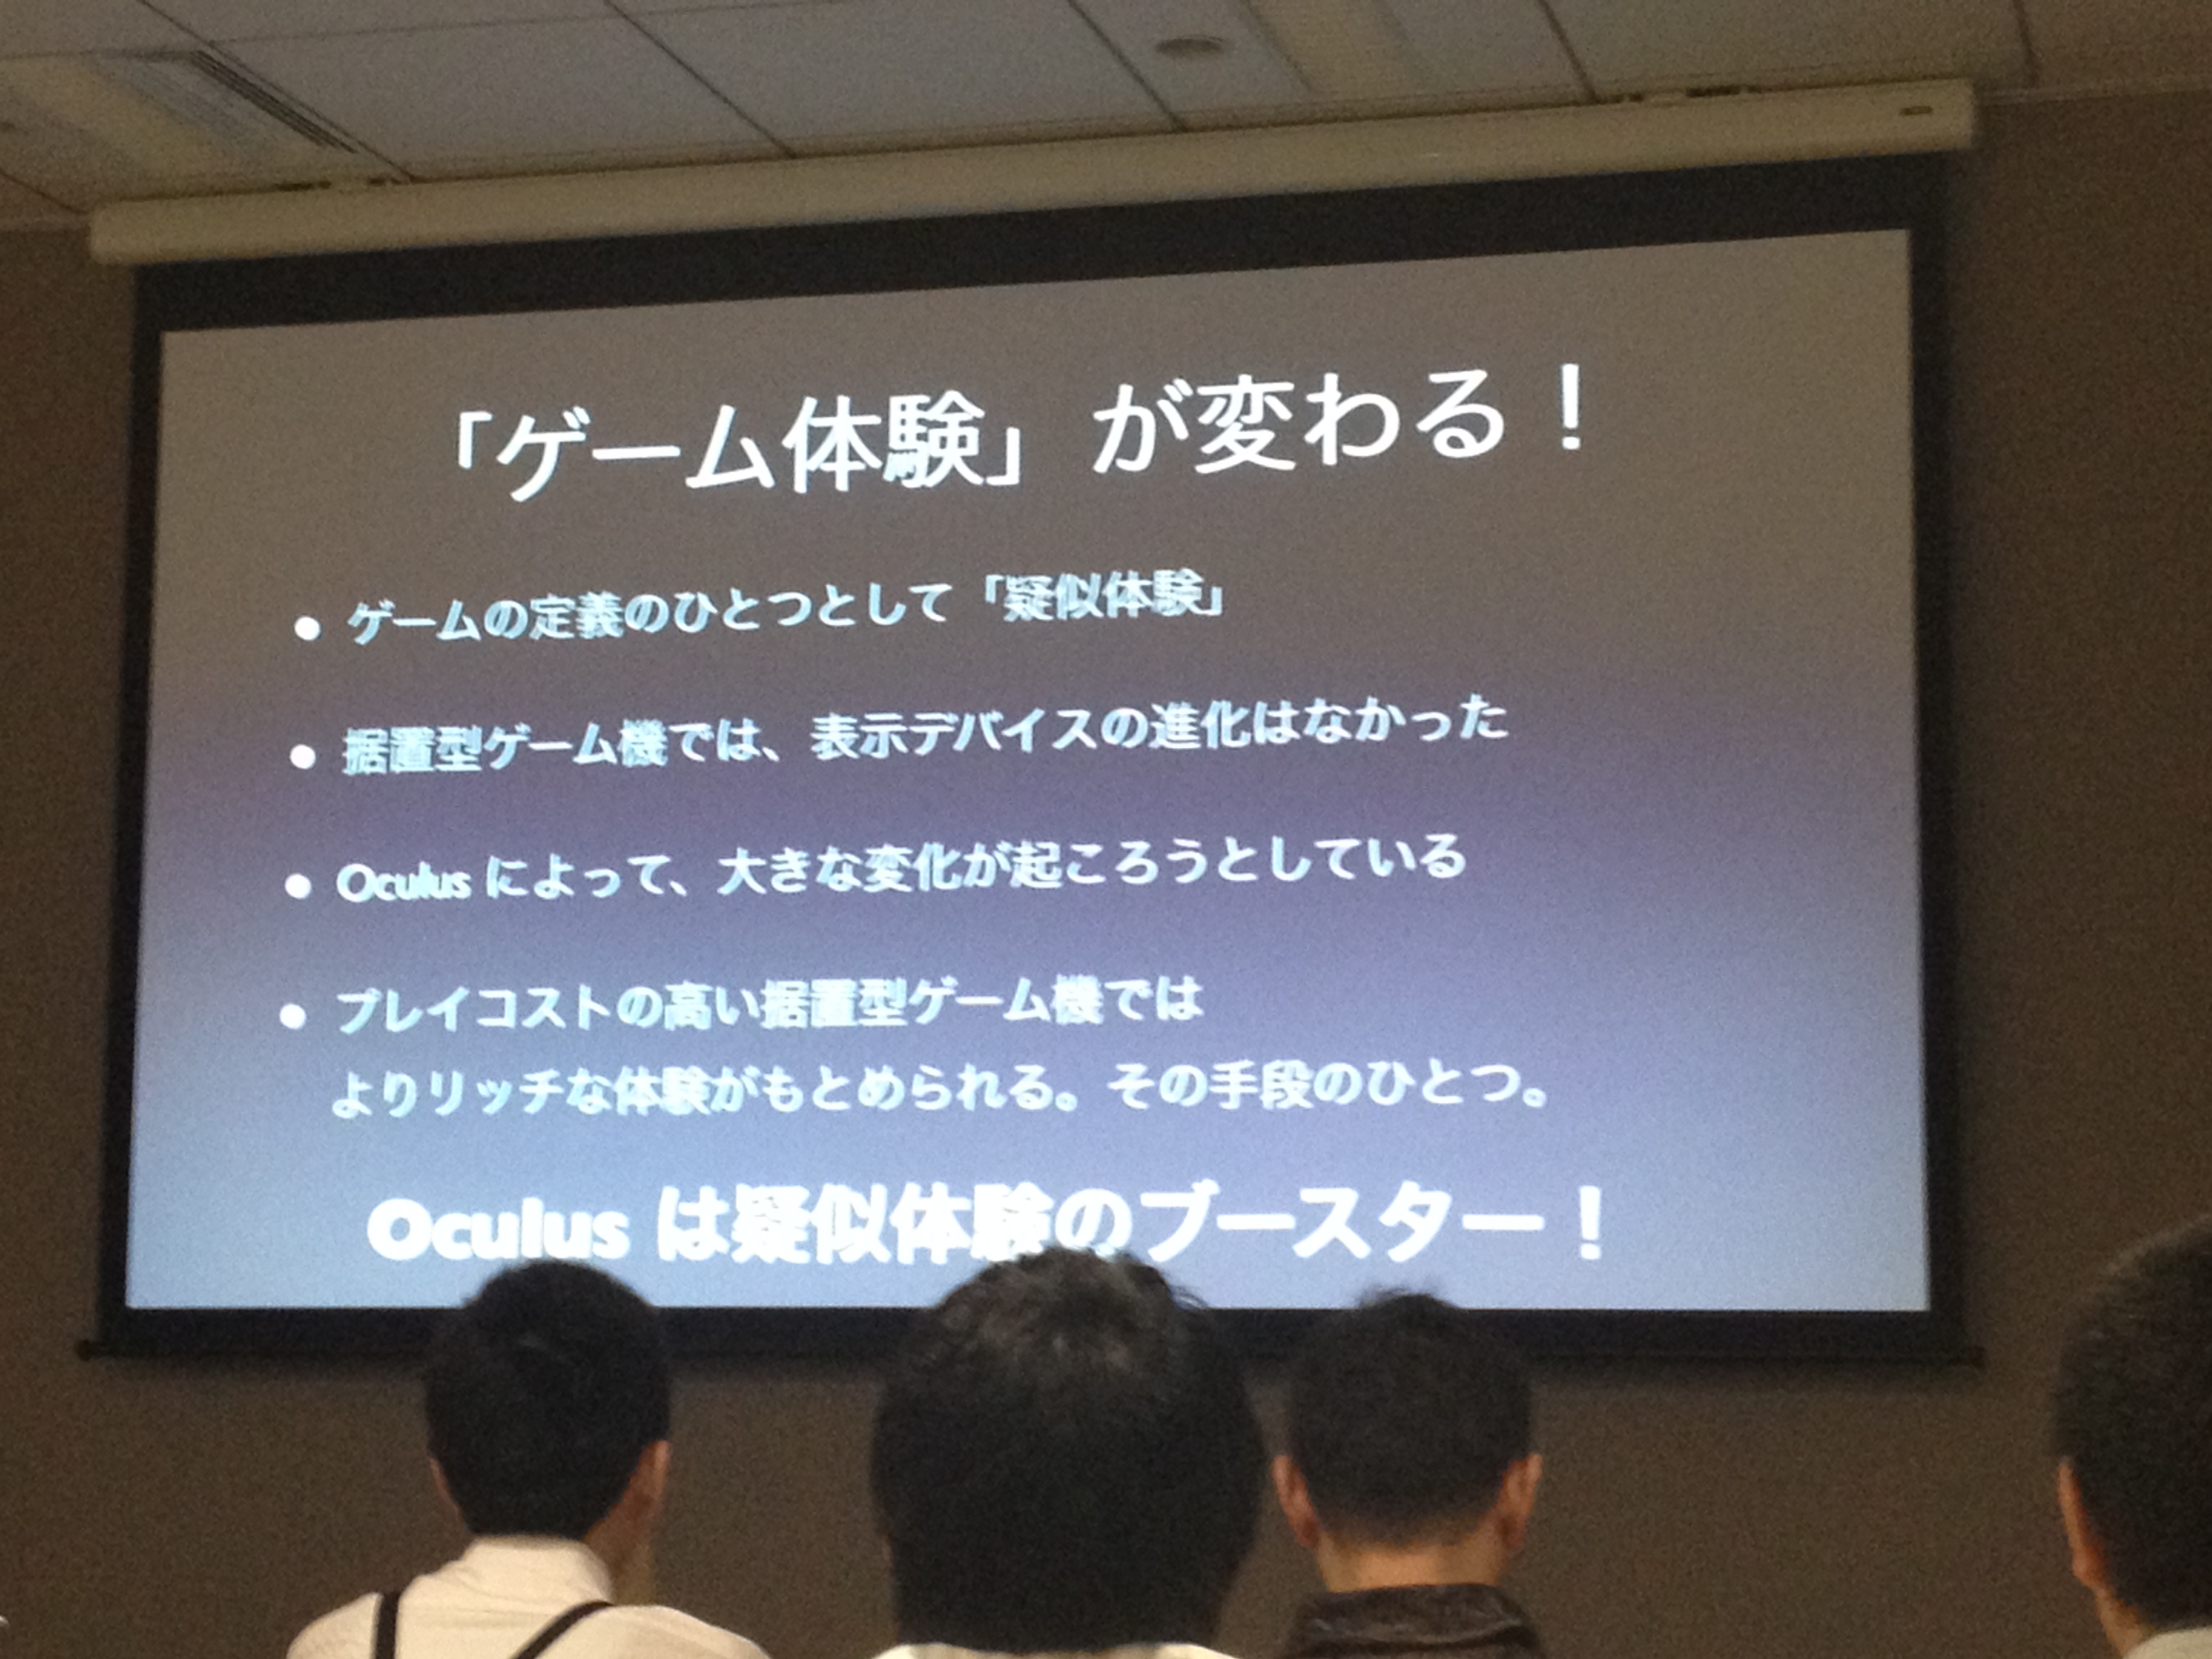 「ゲーム体験」が変わる！
● ゲームの定義のひとつとして「疑似体験」
● 据置型ゲーム機では、表示デバイスの進化はなかった
● Oculus によって、大きな変化が起ころうとしている
● プレイコストの高い据置型ゲーム機では
よりリッチな体験がもとめられる。その手段のひとつ。
Oculus は疑似体験のブースター！